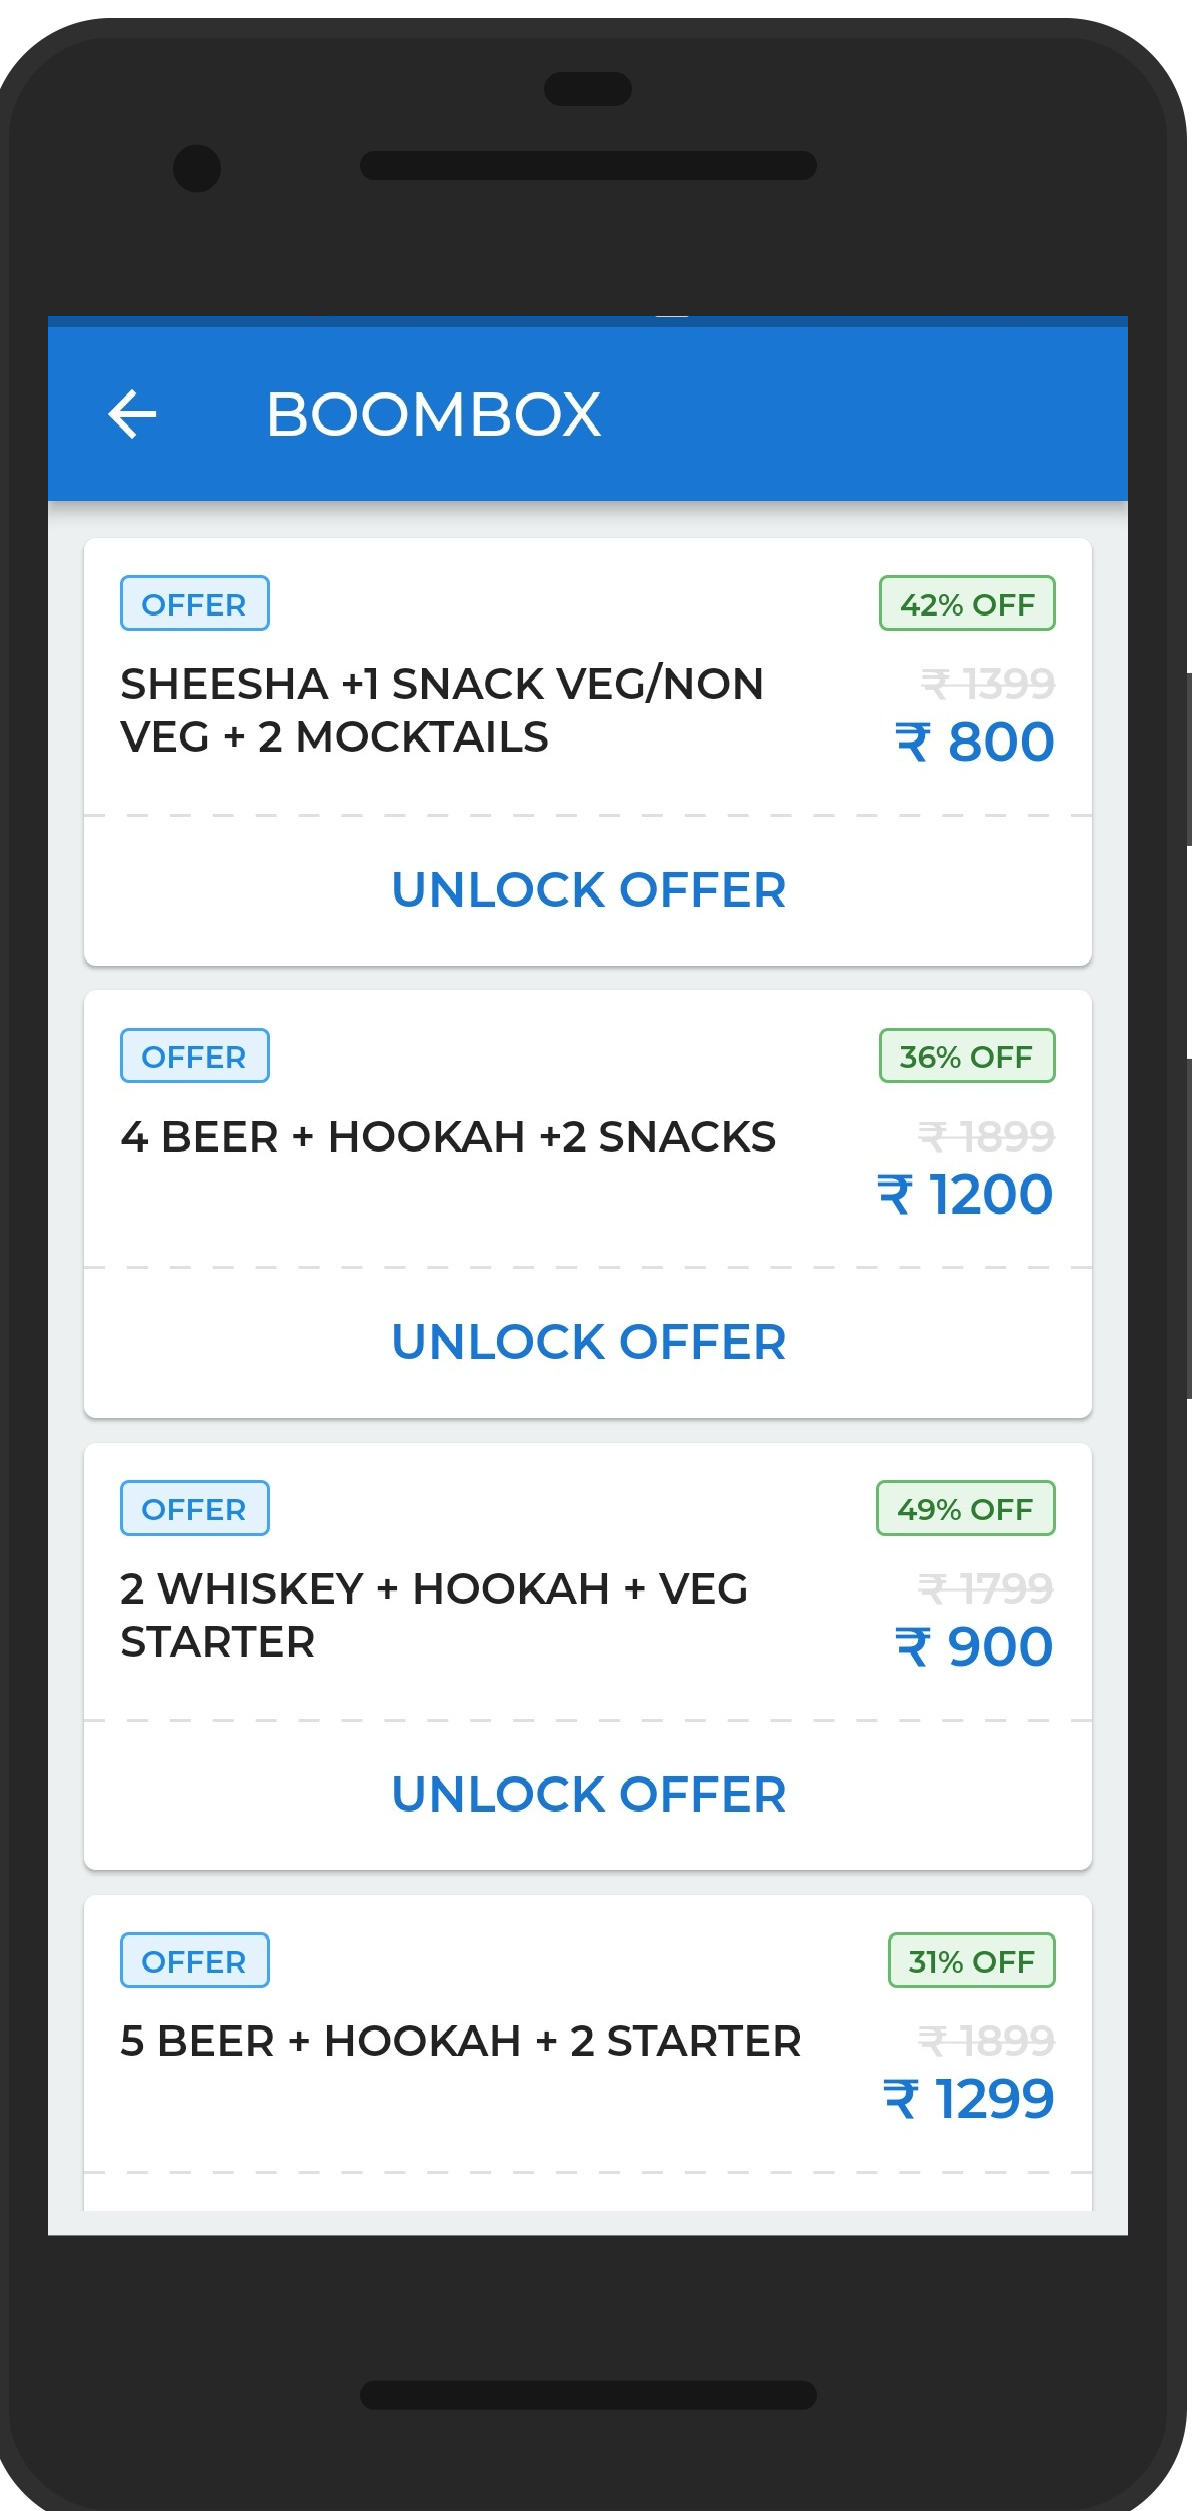 BOOMBOX
OFFER
42% OFF
SHEESHA +1 SNACK VEG/NON
VEG + 2 MOCKTAILS
₹ 1399
₹ 800
UNLOCK OFFER
OFFER
36% OFF
4 BEER + HOOKAH +2 SNACKS
₹ 1899
₹ 1200
UNLOCK OFFER
OFFER
49% OFF
2 WHISKEY + HOOKAH + VEG
STARTER
₹ 1799
₹ 900
UNLOCK OFFER
OFFER
31% OFF
5 BEER + HOOKAH + 2 STARTER
₹ 1899
₹ 1299